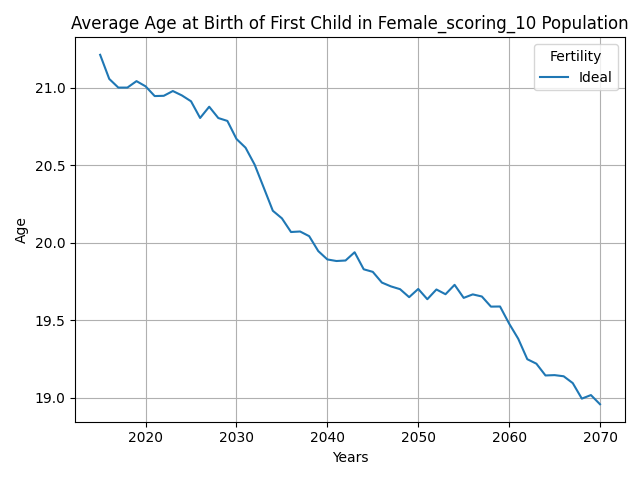 Average Age at Birth of First Child in Female_scoring_10 Population
Fertility
Ideal
21.0
20.5
20.0
19.5
19.0
Age
2020 2030 2040 2050 2060 2070
Years